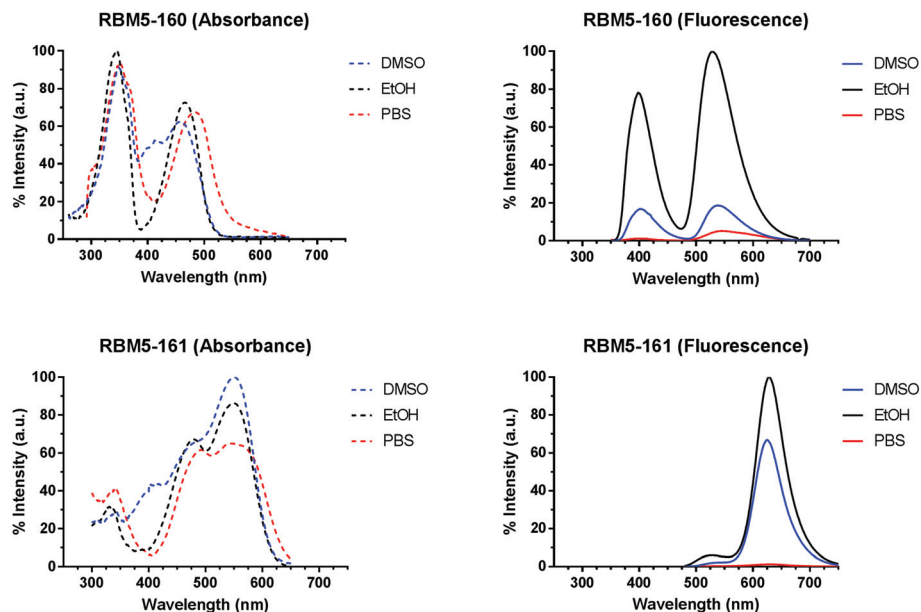 RBM5-160 (Absorbance)
% Intensity (a.u.)
100
80
60
40
20
0
300 400 500 600 700
Wavelength (nm)
DMSO
EtOH
PBS
RBM5-160 (Fluorescence)
% Intensity (a.u.)
100
80
60
40
20
0
300 400 500 600 700
Wavelength (nm)
DMSO
EtOH
PBS
RBM5-161 (Absorbance)
% Intensity (a.u.)
100
80
60
40
20
0
300 400 500 600 700
Wavelength (nm)
DMSO
EtOH
PBS
RBM5-161 (Fluorescence)
% Intensity (a.u.)
100
80
60
40
20
0
300 400 500 600 700
Wavelength (nm)
DMSO
EtOH
PBS